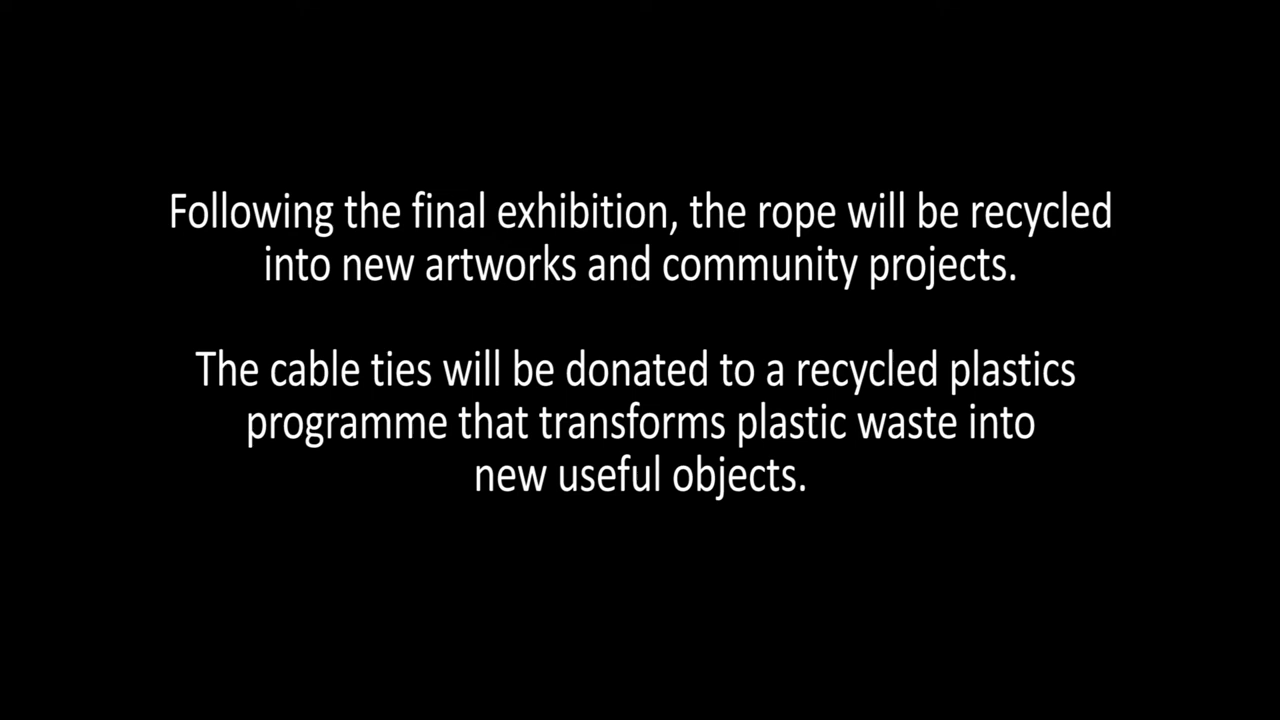 Following the final exhibition, the rope will be recycled
into new artworks and community projects.
The cable ties will be donated to a recycled plastics
programme that transforms plastic waste into
new useful objects.